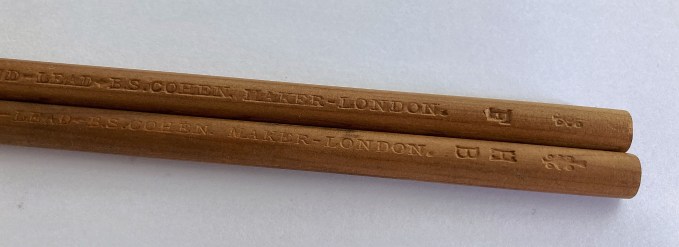 D-LEAD-B.S.COHEN. MAKER-LONDON. F
LEAD-B.S.COHEN. MAKER-LONDON. B H